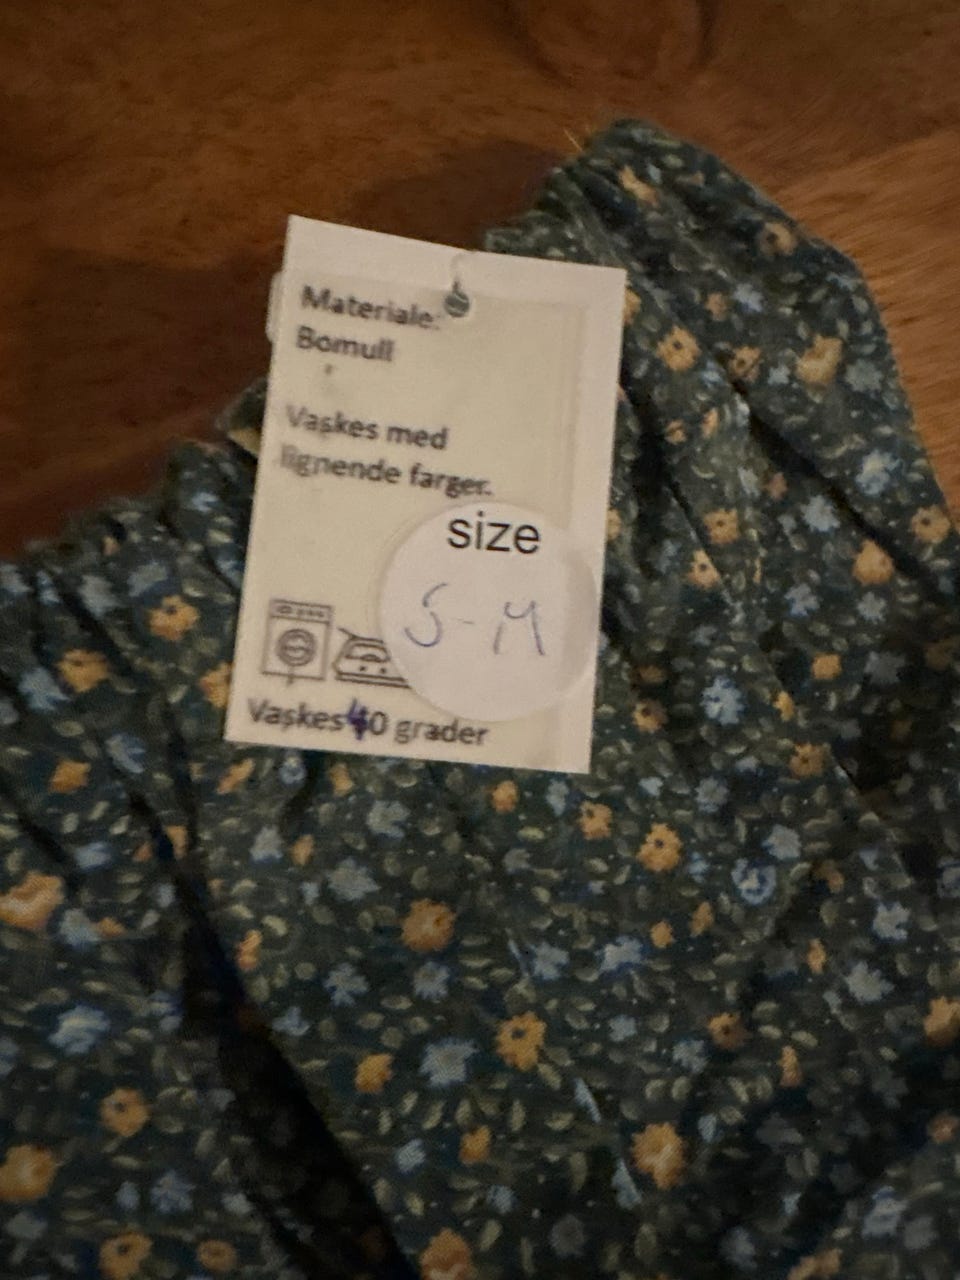 Materiale:
Bomull
Vaskes med
lignende farger.
size
S-M
Vaskes 40 grader